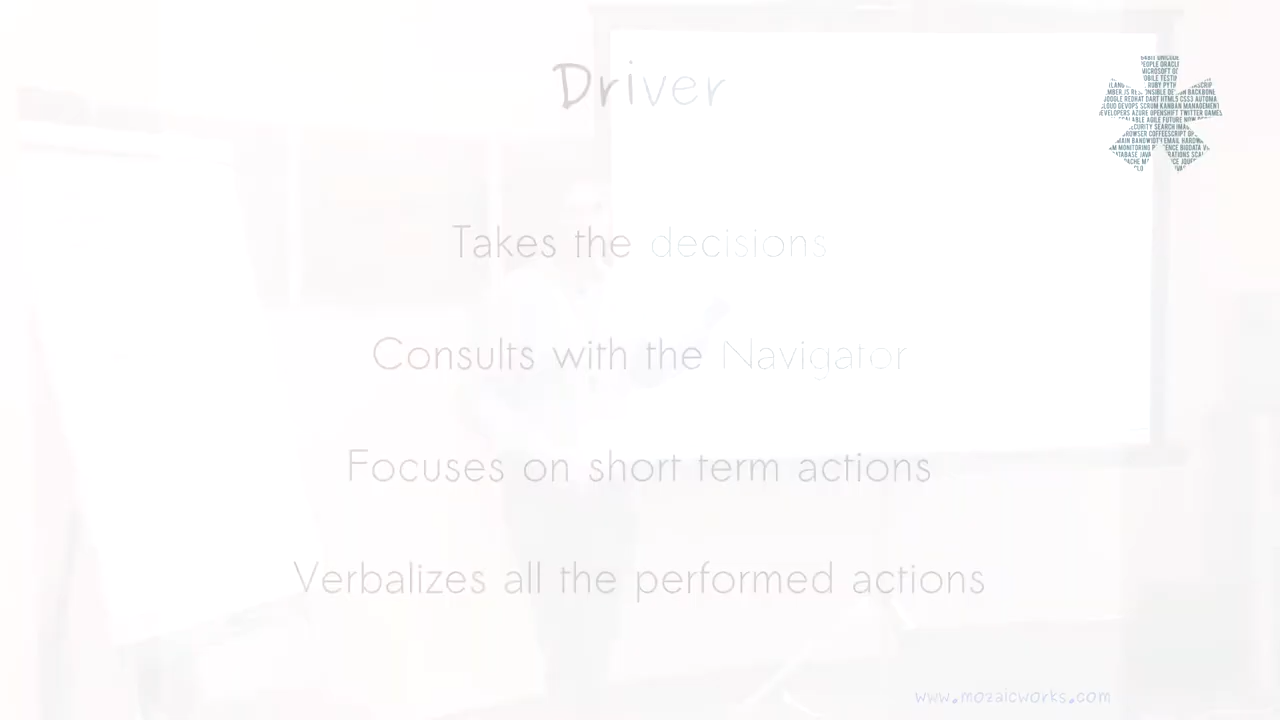 Driver
Takes the decisions
Consults with the Navigator
Focuses on short term actions
Verbalizes all the performed actions
www.mozaicworks.com